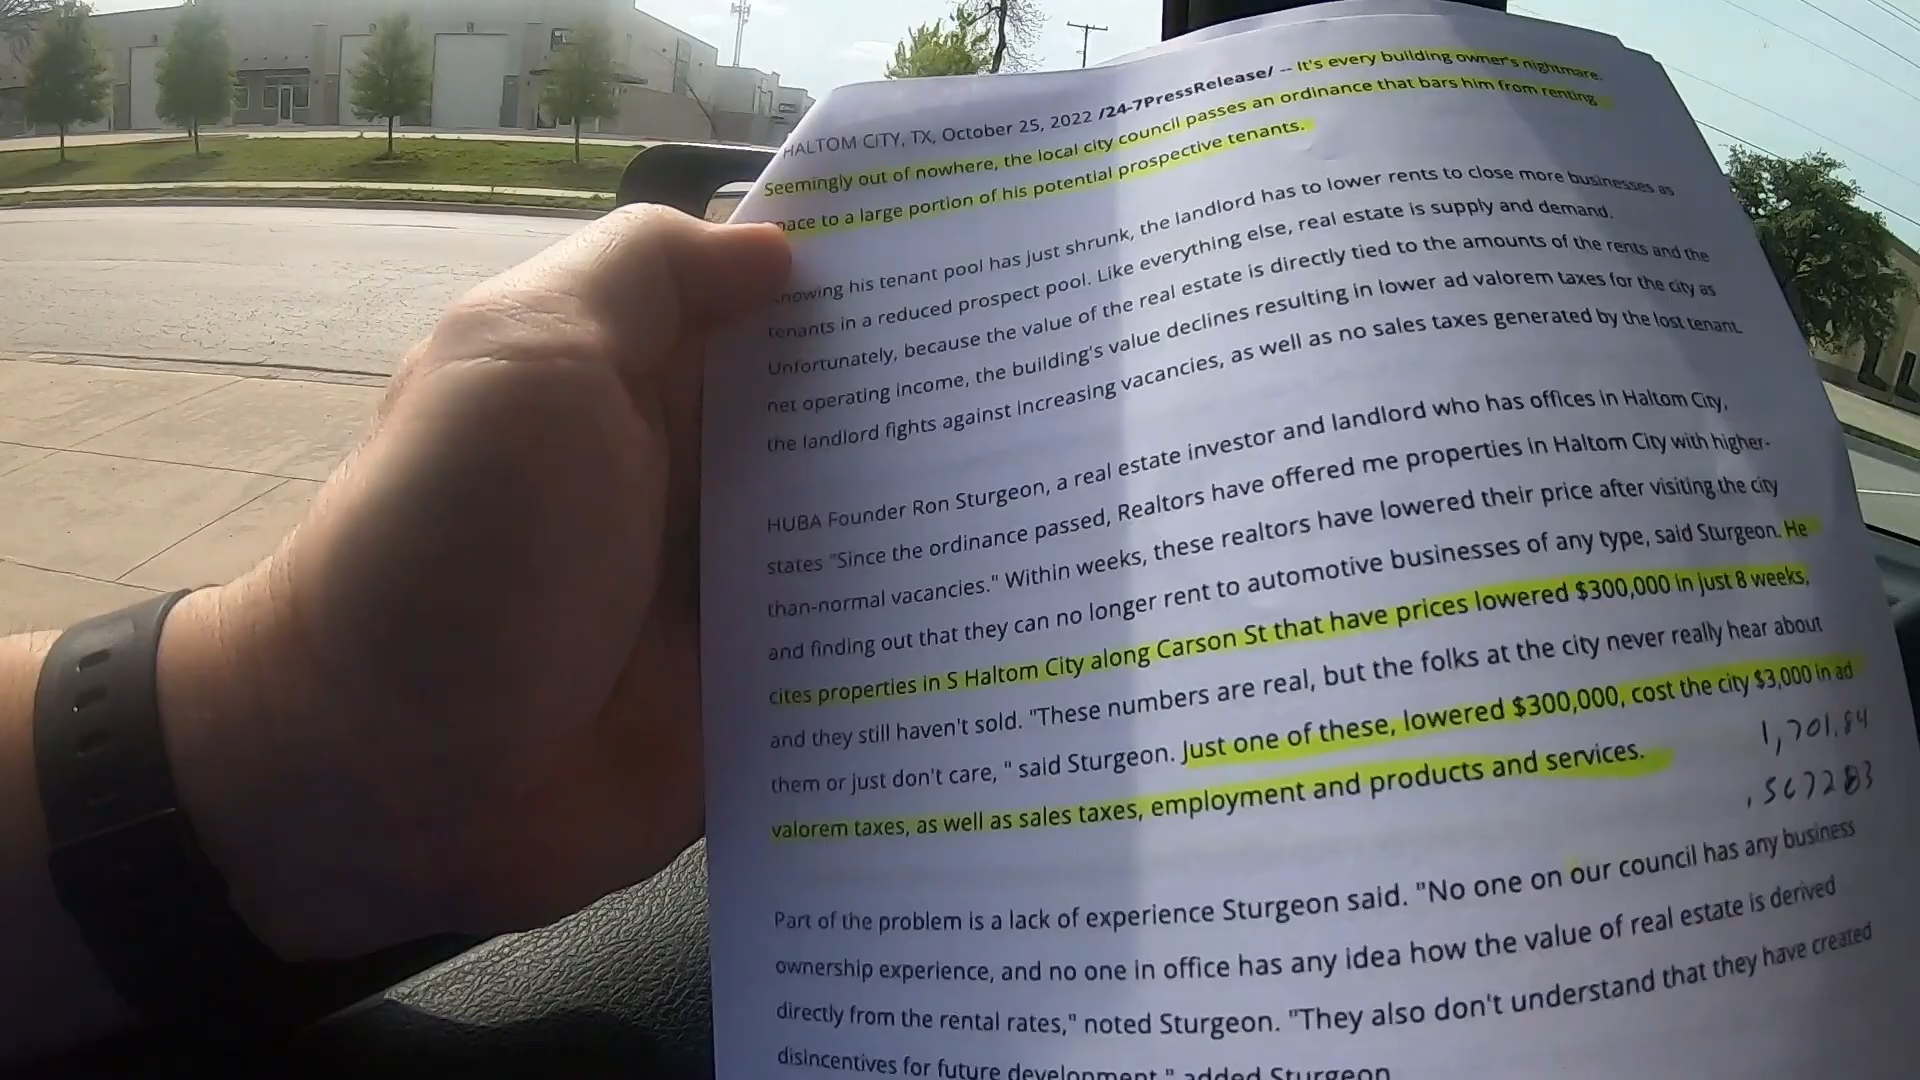 HALTOM CITY, TX, October 25, 2022 /24-7PressRelease/ -- It's every building owner's nightmare.
Seemingly out of nowhere, the local city council passes an ordinance that bars him from renting
pace to a large portion of his potential prospective tenants.
nowing his tenant pool has just shrunk, the landlord has to lower rents to close more businesses as
tenants in a reduced prospect pool. Like everything else, real estate is supply and demand.
Unfortunately, because the value of the real estate is directly tied to the amounts of the rents and the
net operating income, the building's value declines resulting in lower ad valorem taxes for the city as
the landlord fights against increasing vacancies, as well as no sales taxes generated by the lost tenant.
HUBA Founder Ron Sturgeon, a real estate investor and landlord who has offices in Haltom City,
states "Since the ordinance passed, Realtors have offered me properties in Haltom City with higher-
than-normal vacancies." Within weeks, these realtors have lowered their price after visiting the city
and finding out that they can no longer rent to automotive businesses of any type, said Sturgeon. He
cites properties in S Haltom City along Carson St that have prices lowered $300,000 in just 8 weeks,
and they still haven't sold. "These numbers are real, but the folks at the city never really hear about
them or just don't care, " said Sturgeon. Just one of these, lowered $300,000, cost the city $3,000 in ad
valorem taxes, as well as sales taxes, employment and products and services.
1,701.84
.567283
Part of the problem is a lack of experience Sturgeon said. "No one on our council has any business
ownership experience, and no one in office has any idea how the value of real estate is derived
directly from the rental rates," noted Sturgeon. "They also don't understand that they have created
disincentives for future development," added Sturgeon